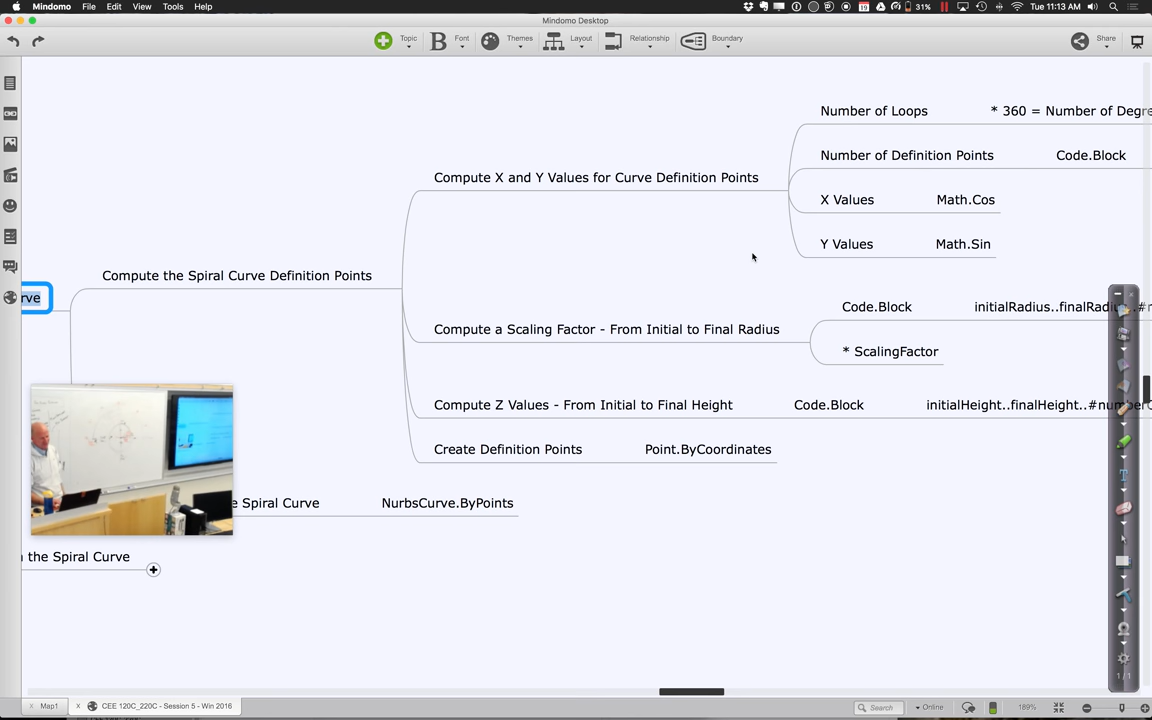 Mindomo File Edit View Tools Help
31% Tue 11:13 AM
Mindomo Desktop
Topic Font Themes Layout Relationship Boundary Share
Number of Loops * 360 = Number of Degre
Number of Definition Points Code.Block
Compute X and Y Values for Curve Definition Points
X Values Math.Cos
Y Values Math.Sin
Compute the Spiral Curve Definition Points
rve
Code.Block initialRadius..finalRadiu
Compute a Scaling Factor - From Initial to Final Radius
* ScalingFactor
Compute Z Values - From Initial to Final Height Code.Block initialHeight..finalHeight..#number
Create Definition Points Point.ByCoordinates
e Spiral Curve NurbsCurve.ByPoints
the Spiral Curve
1 / 1
Map1 CEE 120C_220C - Session 5 - Win 2016 Search Online 189%